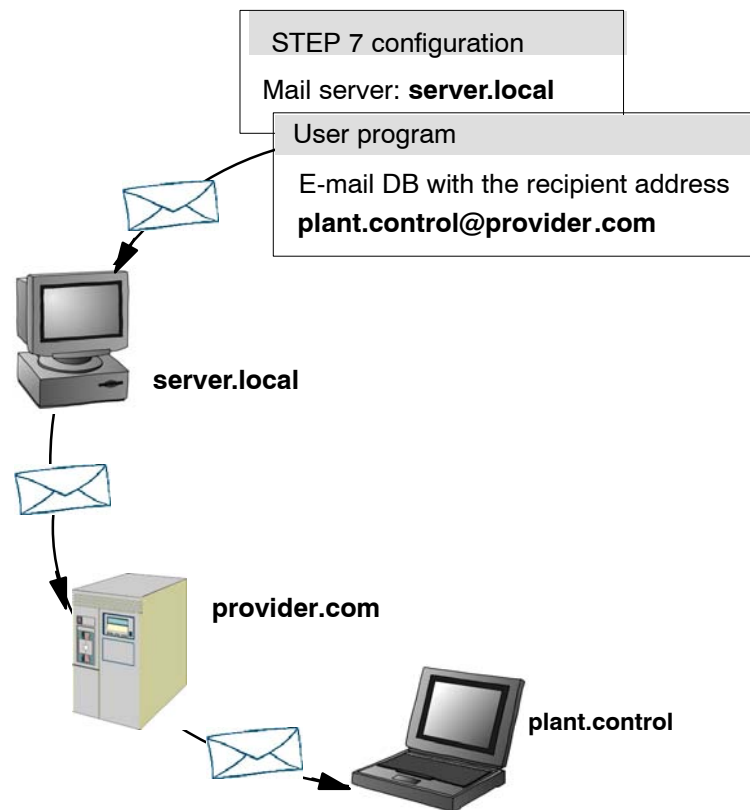 STEP 7 configuration
Mail server: server.local
User program
E-mail DB with the recipient address
plant.control@provider.com
server.local
provider.com
plant.control